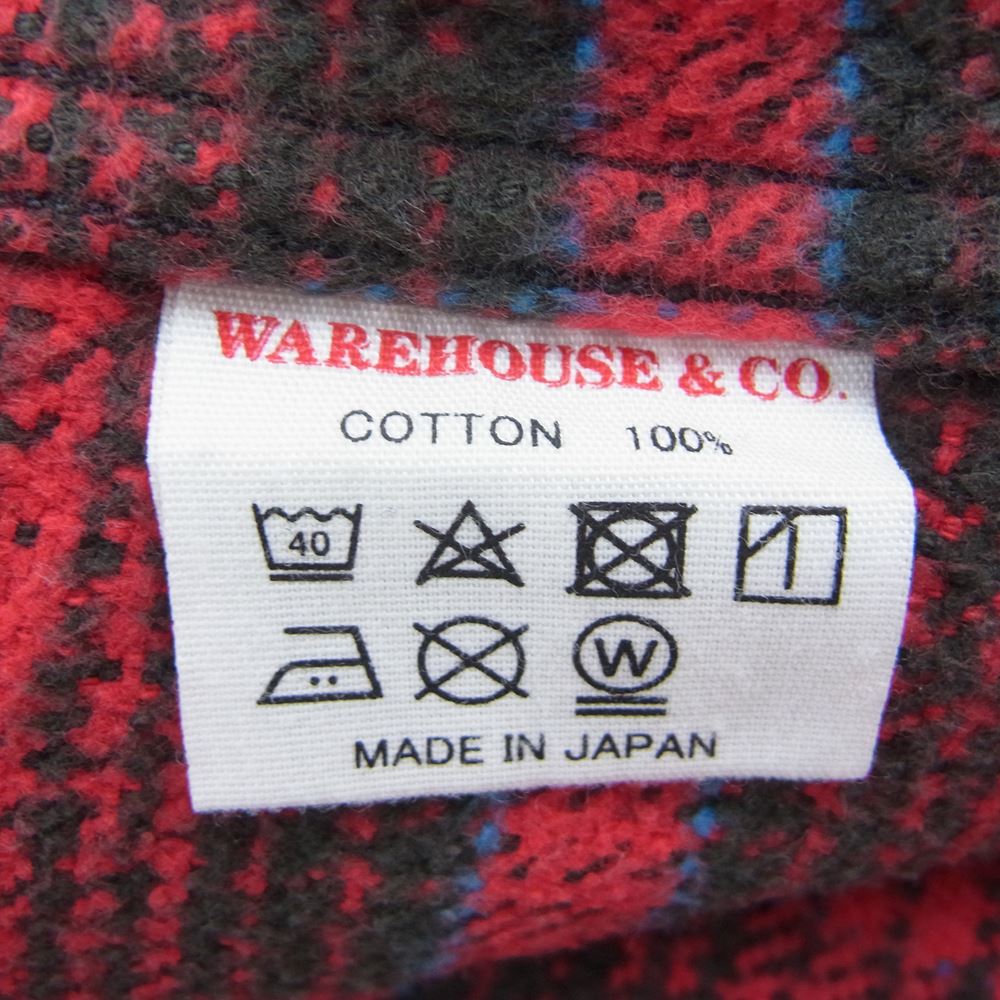 WAREHOUSE & CO.
COTTON 100%
40
W
MADE IN JAPAN